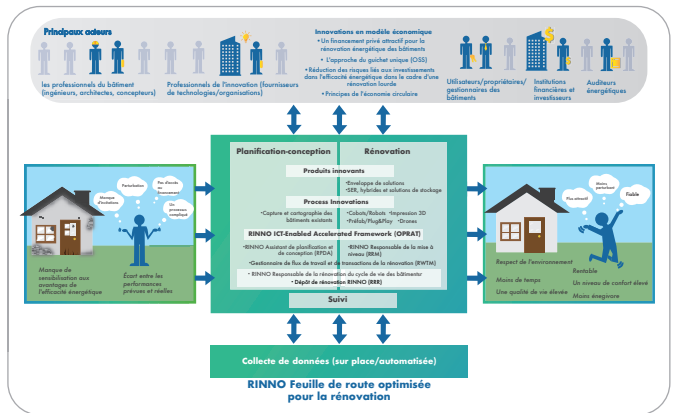 Principaux acteurs
les professionnels du bâtiment
(ingénieurs, architectes, concepteurs)
Professionnels de l'innovation (fournisseurs
de technologies/organisations)
Innovations en modèle économique
•Un financement privé attractif pour la
rénovation énergétique des bâtiments
• L'approche du guichet unique (OSS)
•Réduction des risques liés aux investissements
dans l'efficacité énergétique dans le cadre d'une
rénovation lourde
•Principes de l'économie circulaire
Utilisateurs/propriétaires/
gestionnaires des
bâtiments
Institutions
financières et
investisseurs
Auditeurs
énergétiques
Manque
d'incitations
Perturbation
Pas d'accès
au
financement
Un
processus
compliqué
Manque de
sensibilisation aux
avantages de
l'efficacité énergétique
Écart entre les
performances
prévues et réelles
Planification-conception
Rénovation
Produits innovants
•Enveloppe de solutions
•SER, hybrides et solutions de stockage
Process Innovations
•Capture et cartographie des
bâtiments existants
•Cobots/Robots •Impression 3D
•Préfab/Plug&Play •Drones
RINNO ICT-Enabled Accelerated Framework (OPRAT)
•RINNO Assistant de planification et
de conception (RPDA)
•RINNO Responsable de la mise à
niveau (RRM)
•Gestionnaire de flux de travail et de transactions de la rénovation (RWTM)
• RINNO Responsable de la rénovation du cycle de vies des bâtimentsr
• Dépôt de rénovation RINNO (RRR)
Suivi
Plus attractif
Moins
perturbant
Fiable
Respect de l'environnement
Moins de temps
Une qualité de vie élevée
Rentable
Un niveau de confort élevé
Moins énegivore
Collecte de données (sur place/automatisée)
RINNO Feuille de route optimisée
pour la rénovation